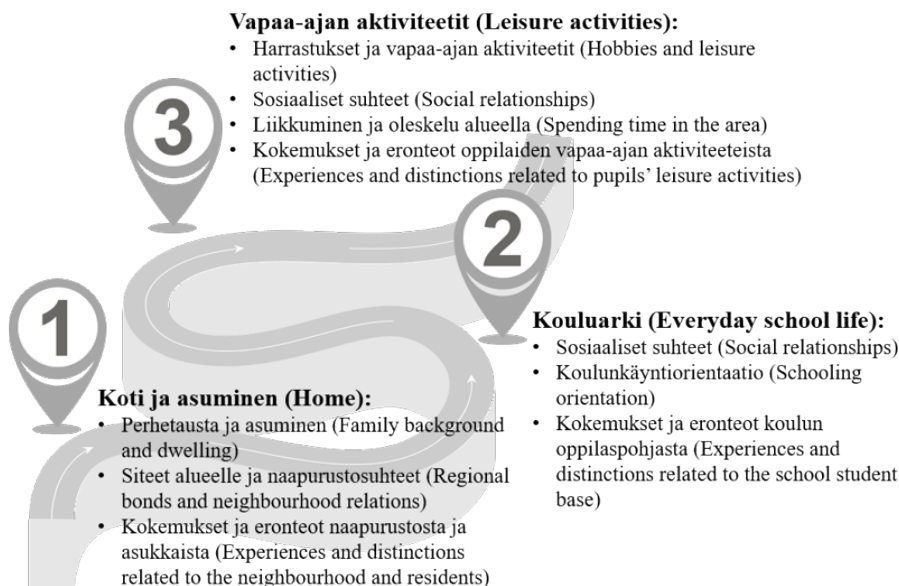 Vapaa-ajan aktiviteetit (Leisure activities):
• Harrastukset ja vapaa-ajan aktiviteetit (Hobbies and leisure
activities)
• Sosiaaliset suhteet (Social relationships)
• Liikkuminen ja oleskelu alueella (Spending time in the area)
• Kokemukset ja eronteot oppilaiden vapaa-ajan aktiviteeteista
(Experiences and distinctions related to pupils’ leisure activities)
3
2
Kouluarki (Everyday school life):
• Sosiaaliset suhteet (Social relationships)
• Koulunkäyntiorientaatio (Schooling
orientation)
• Kokemukset ja eronteot koulun
oppilaspohjasta (Experiences and
distinctions related to the school student
base)
1
Koti ja asuminen (Home):
• Perhetausta ja asuminen (Family background
and dwelling)
• Siteet alueelle ja naapurustosuhteet (Regional
bonds and neighbourhood relations)
• Kokemukset ja eronteot naapurustosta ja
asukkaista (Experiences and distinctions
related to the neighbourhood and residents)